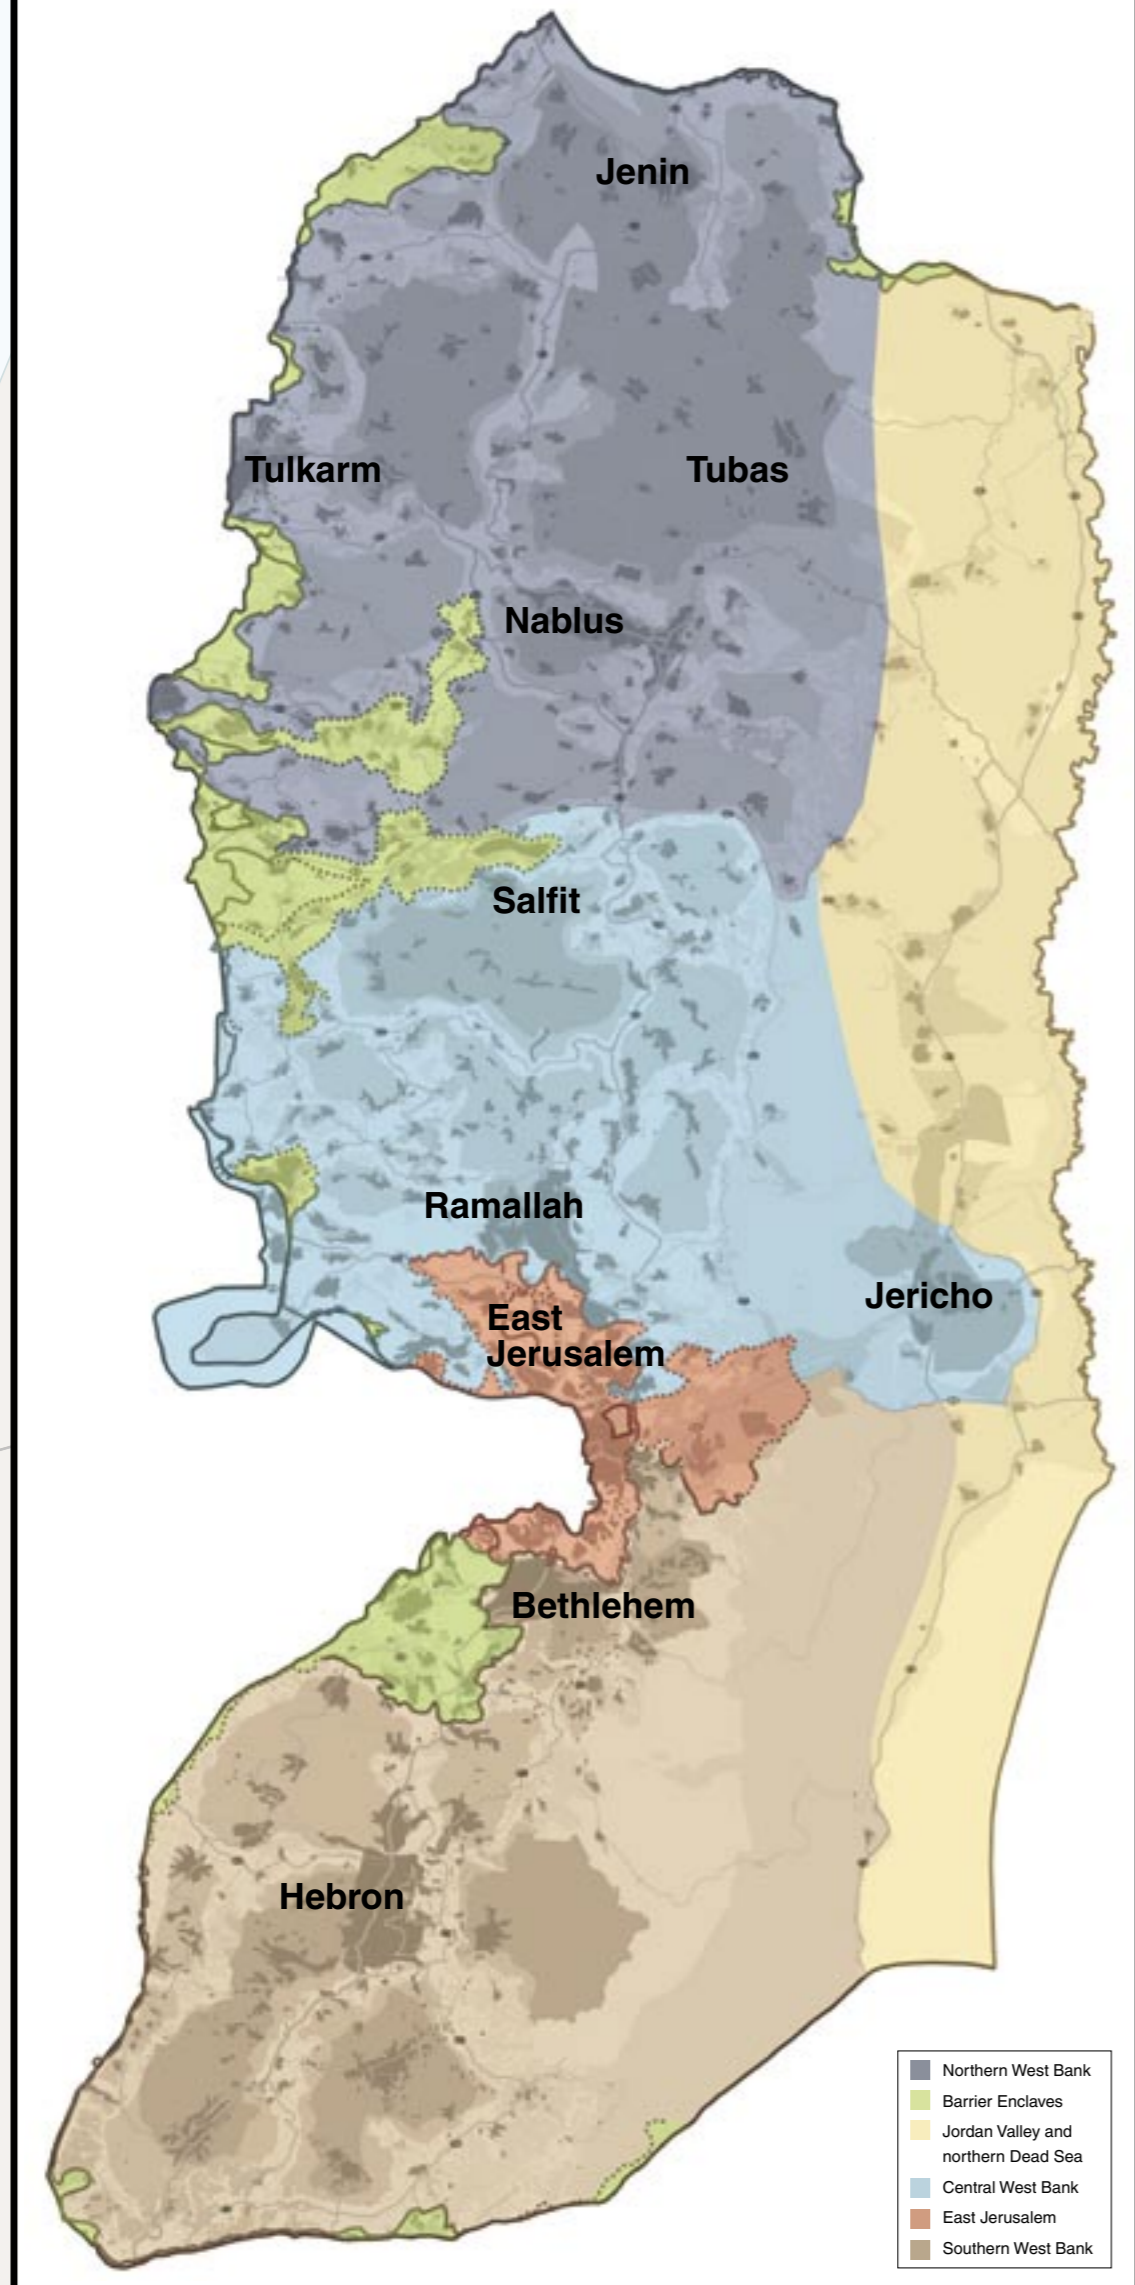 Jenin
Tulkarm
Tubas
Nablus
Salfit
Ramallah
Jericho
East
Jerusalem
Bethlehem
Hebron
Northern West Bank
Barrier Enclaves
Jordan Valley and
northern Dead Sea
Central West Bank
East Jerusalem
Southern West Bank